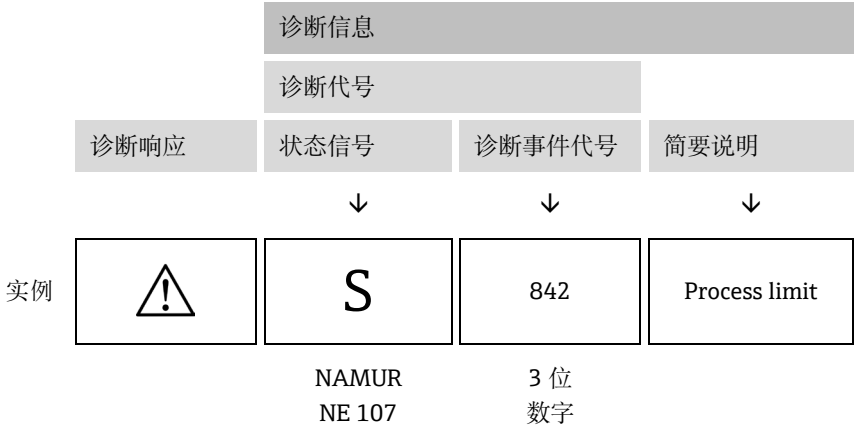 诊断信息
诊断代号
诊断响应 状态信号 诊断事件代号 简要说明
实例 S 842 Process limit
NAMUR 3 位
NE 107 数字